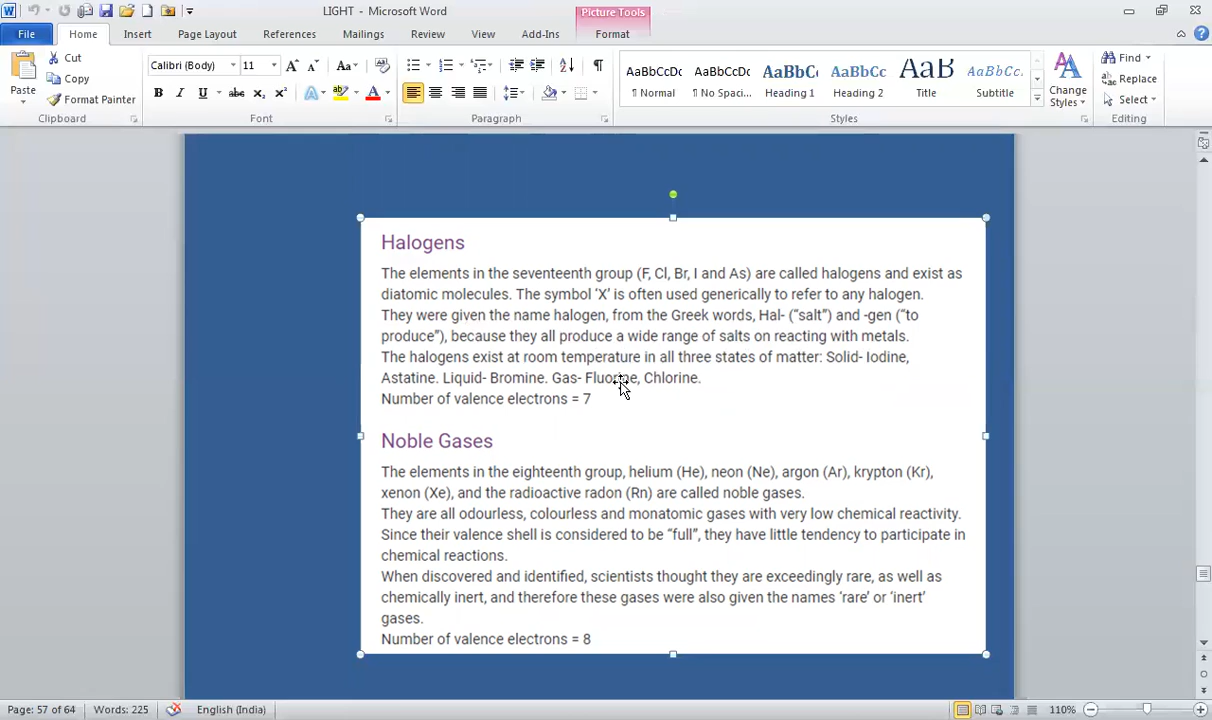 LIGHT - Microsoft Word
Picture Tools
File Home Insert Page Layout References Mailings Review View Add-Ins Format
Paste
Cut
Copy
Format Painter
Clipboard
Calibri (Body) 11
Font
Paragraph
AaBbCcDc AaBbCcDc AaBbCc AaBbCc AaB AaBbCc.
¶ Normal ¶ No Spaci... Heading 1 Heading 2 Title Subtitle
Change
Styles
Styles
Find
Replace
Select
Editing
Halogens
The elements in the seventeenth group (F, Cl, Br, I and As) are called halogens and exist as
diatomic molecules. The symbol ‘X’ is often used generically to refer to any halogen.
They were given the name halogen, from the Greek words, Hal- (“salt”) and -gen (“to
produce”), because they all produce a wide range of salts on reacting with metals.
The halogens exist at room temperature in all three states of matter: Solid- Iodine,
Astatine. Liquid- Bromine. Gas- Fluorine, Chlorine.
Number of valence electrons = 7
Noble Gases
The elements in the eighteenth group, helium (He), neon (Ne), argon (Ar), krypton (Kr),
xenon (Xe), and the radioactive radon (Rn) are called noble gases.
They are all odourless, colourless and monatomic gases with very low chemical reactivity.
Since their valence shell is considered to be “full”, they have little tendency to participate in
chemical reactions.
When discovered and identified, scientists thought they are exceedingly rare, as well as
chemically inert, and therefore these gases were also given the names ‘rare’ or ‘inert’
gases.
Number of valence electrons = 8
Page: 57 of 64 Words: 225 English (India) 110%